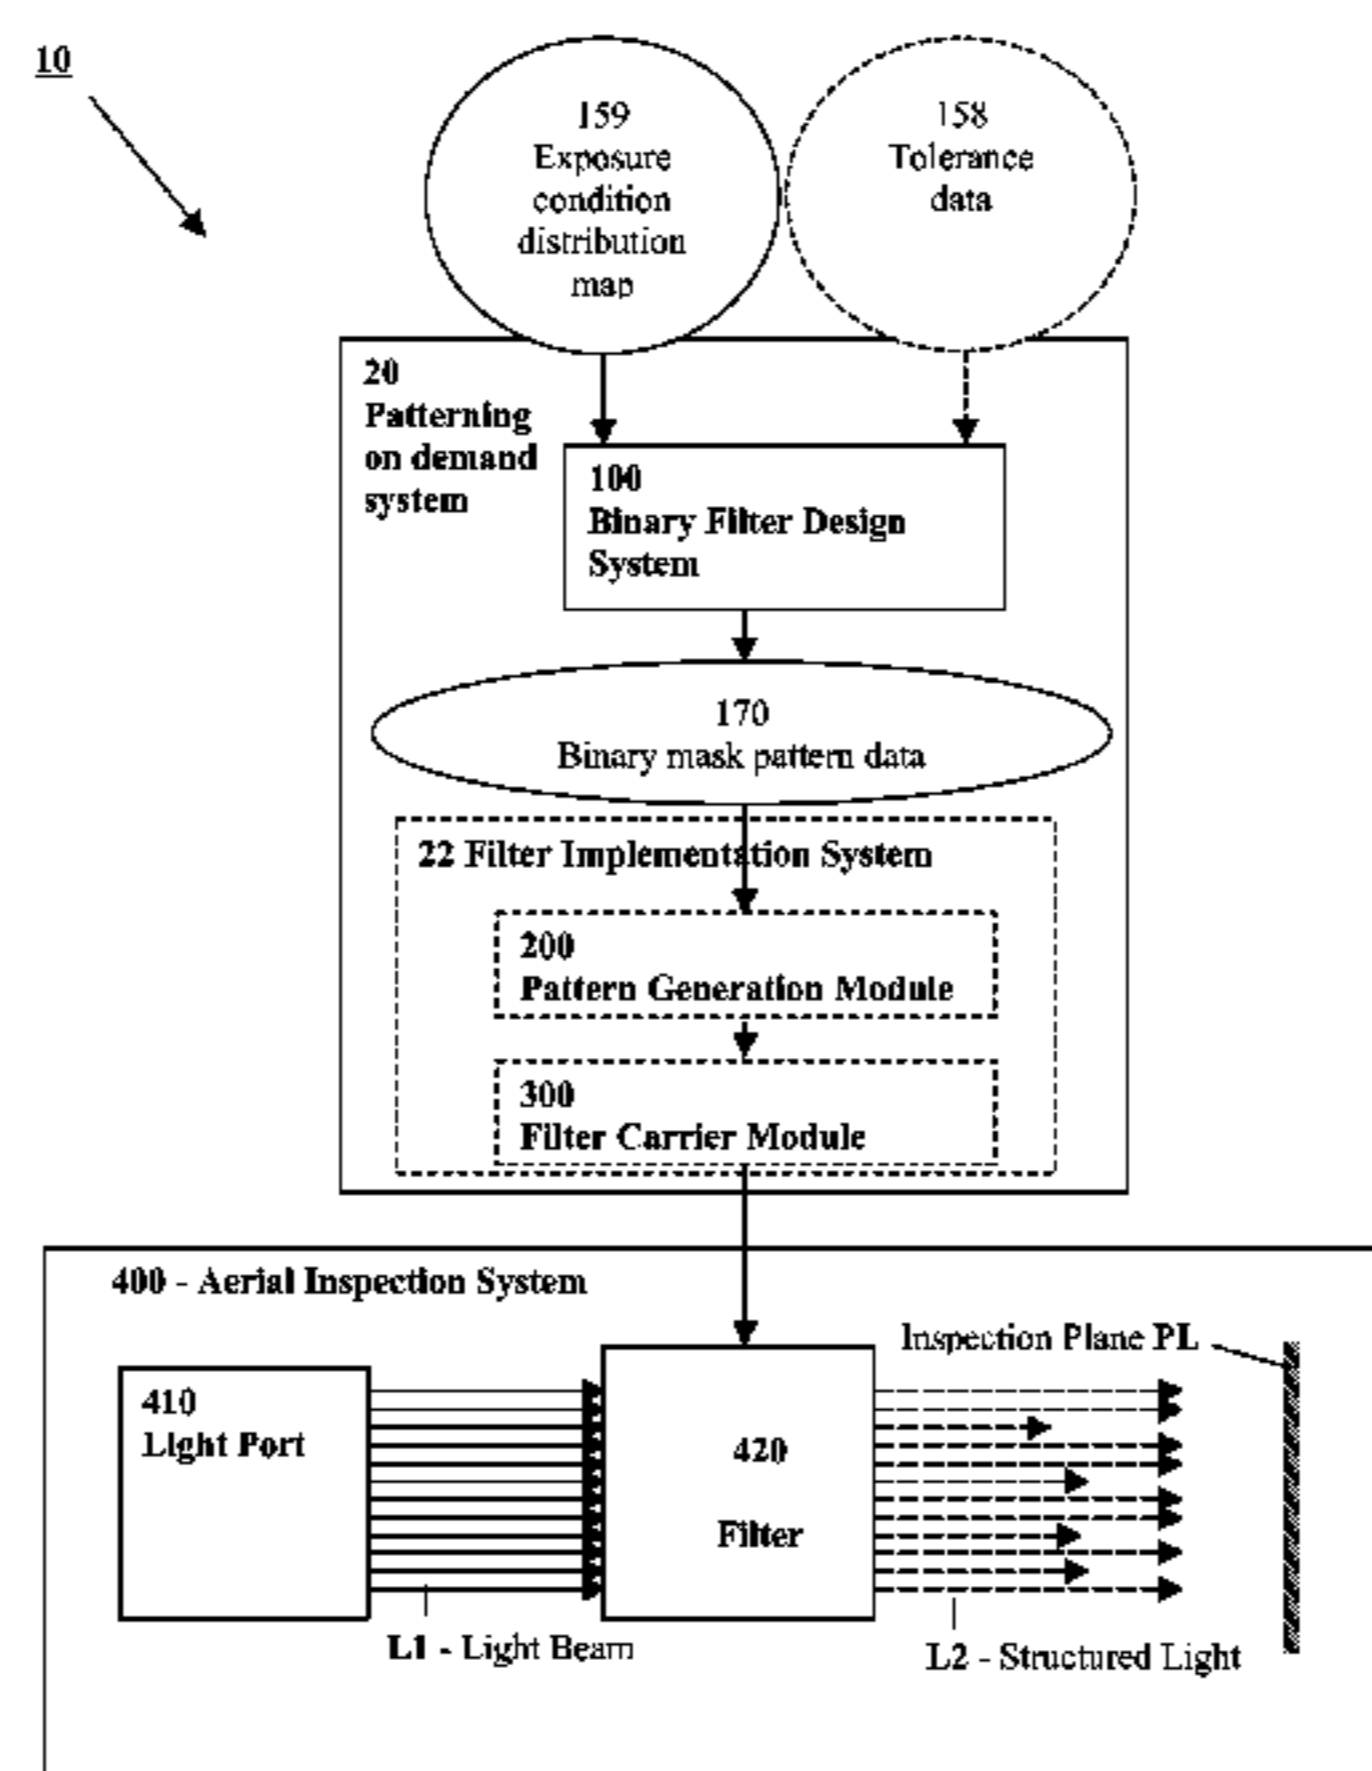 10
159
Exposure
condition
distribution
map
158
Tolerance
data
20
Patterning
on demand
system
100
Binary Filter Design
System
170
Binary mask pattern data
22 Filter Implementation System
200
Pattern Generation Module
300
Filter Carrier Module
400 - Aerial Inspection System
Inspection Plane PL
410
Light Port
420
Filter
L1 - Light Beam
L2 - Structured Light